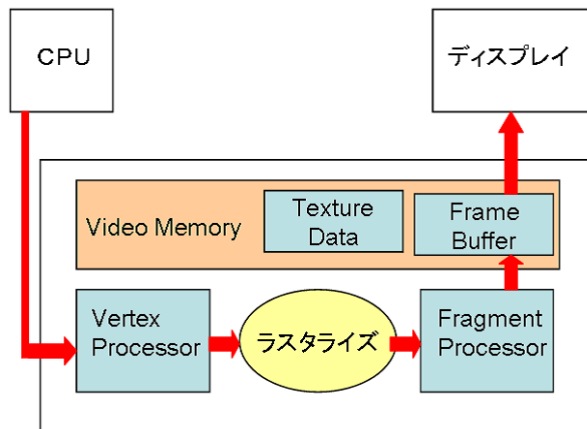 CPU
ディスプレイ
Video Memory
Texture
Data
Frame
Buffer
Vertex
Processor
ラスタライズ
Fragment
Processor